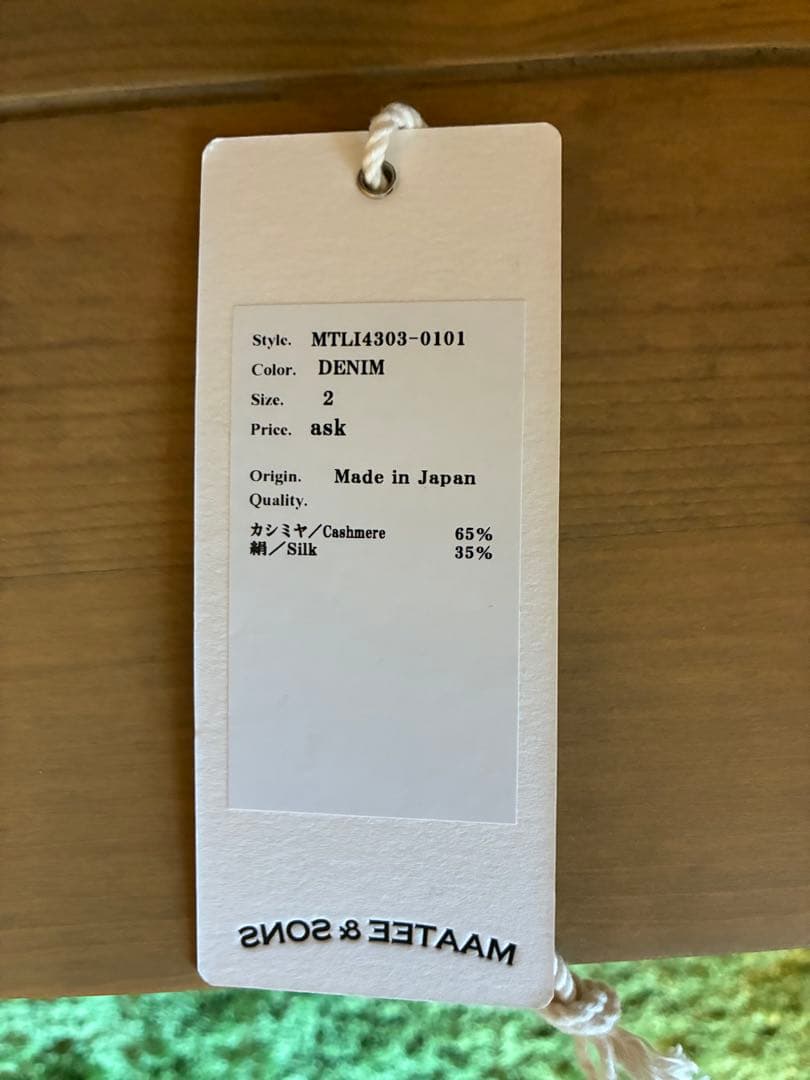 Style. MTLI4303-0101
Color. DENIM
Size. 2
Price. ask
Origin. Made in Japan
Quality.
カシミヤ／Cashmere 65%
絹／Silk 35%
MAATEE & SONS